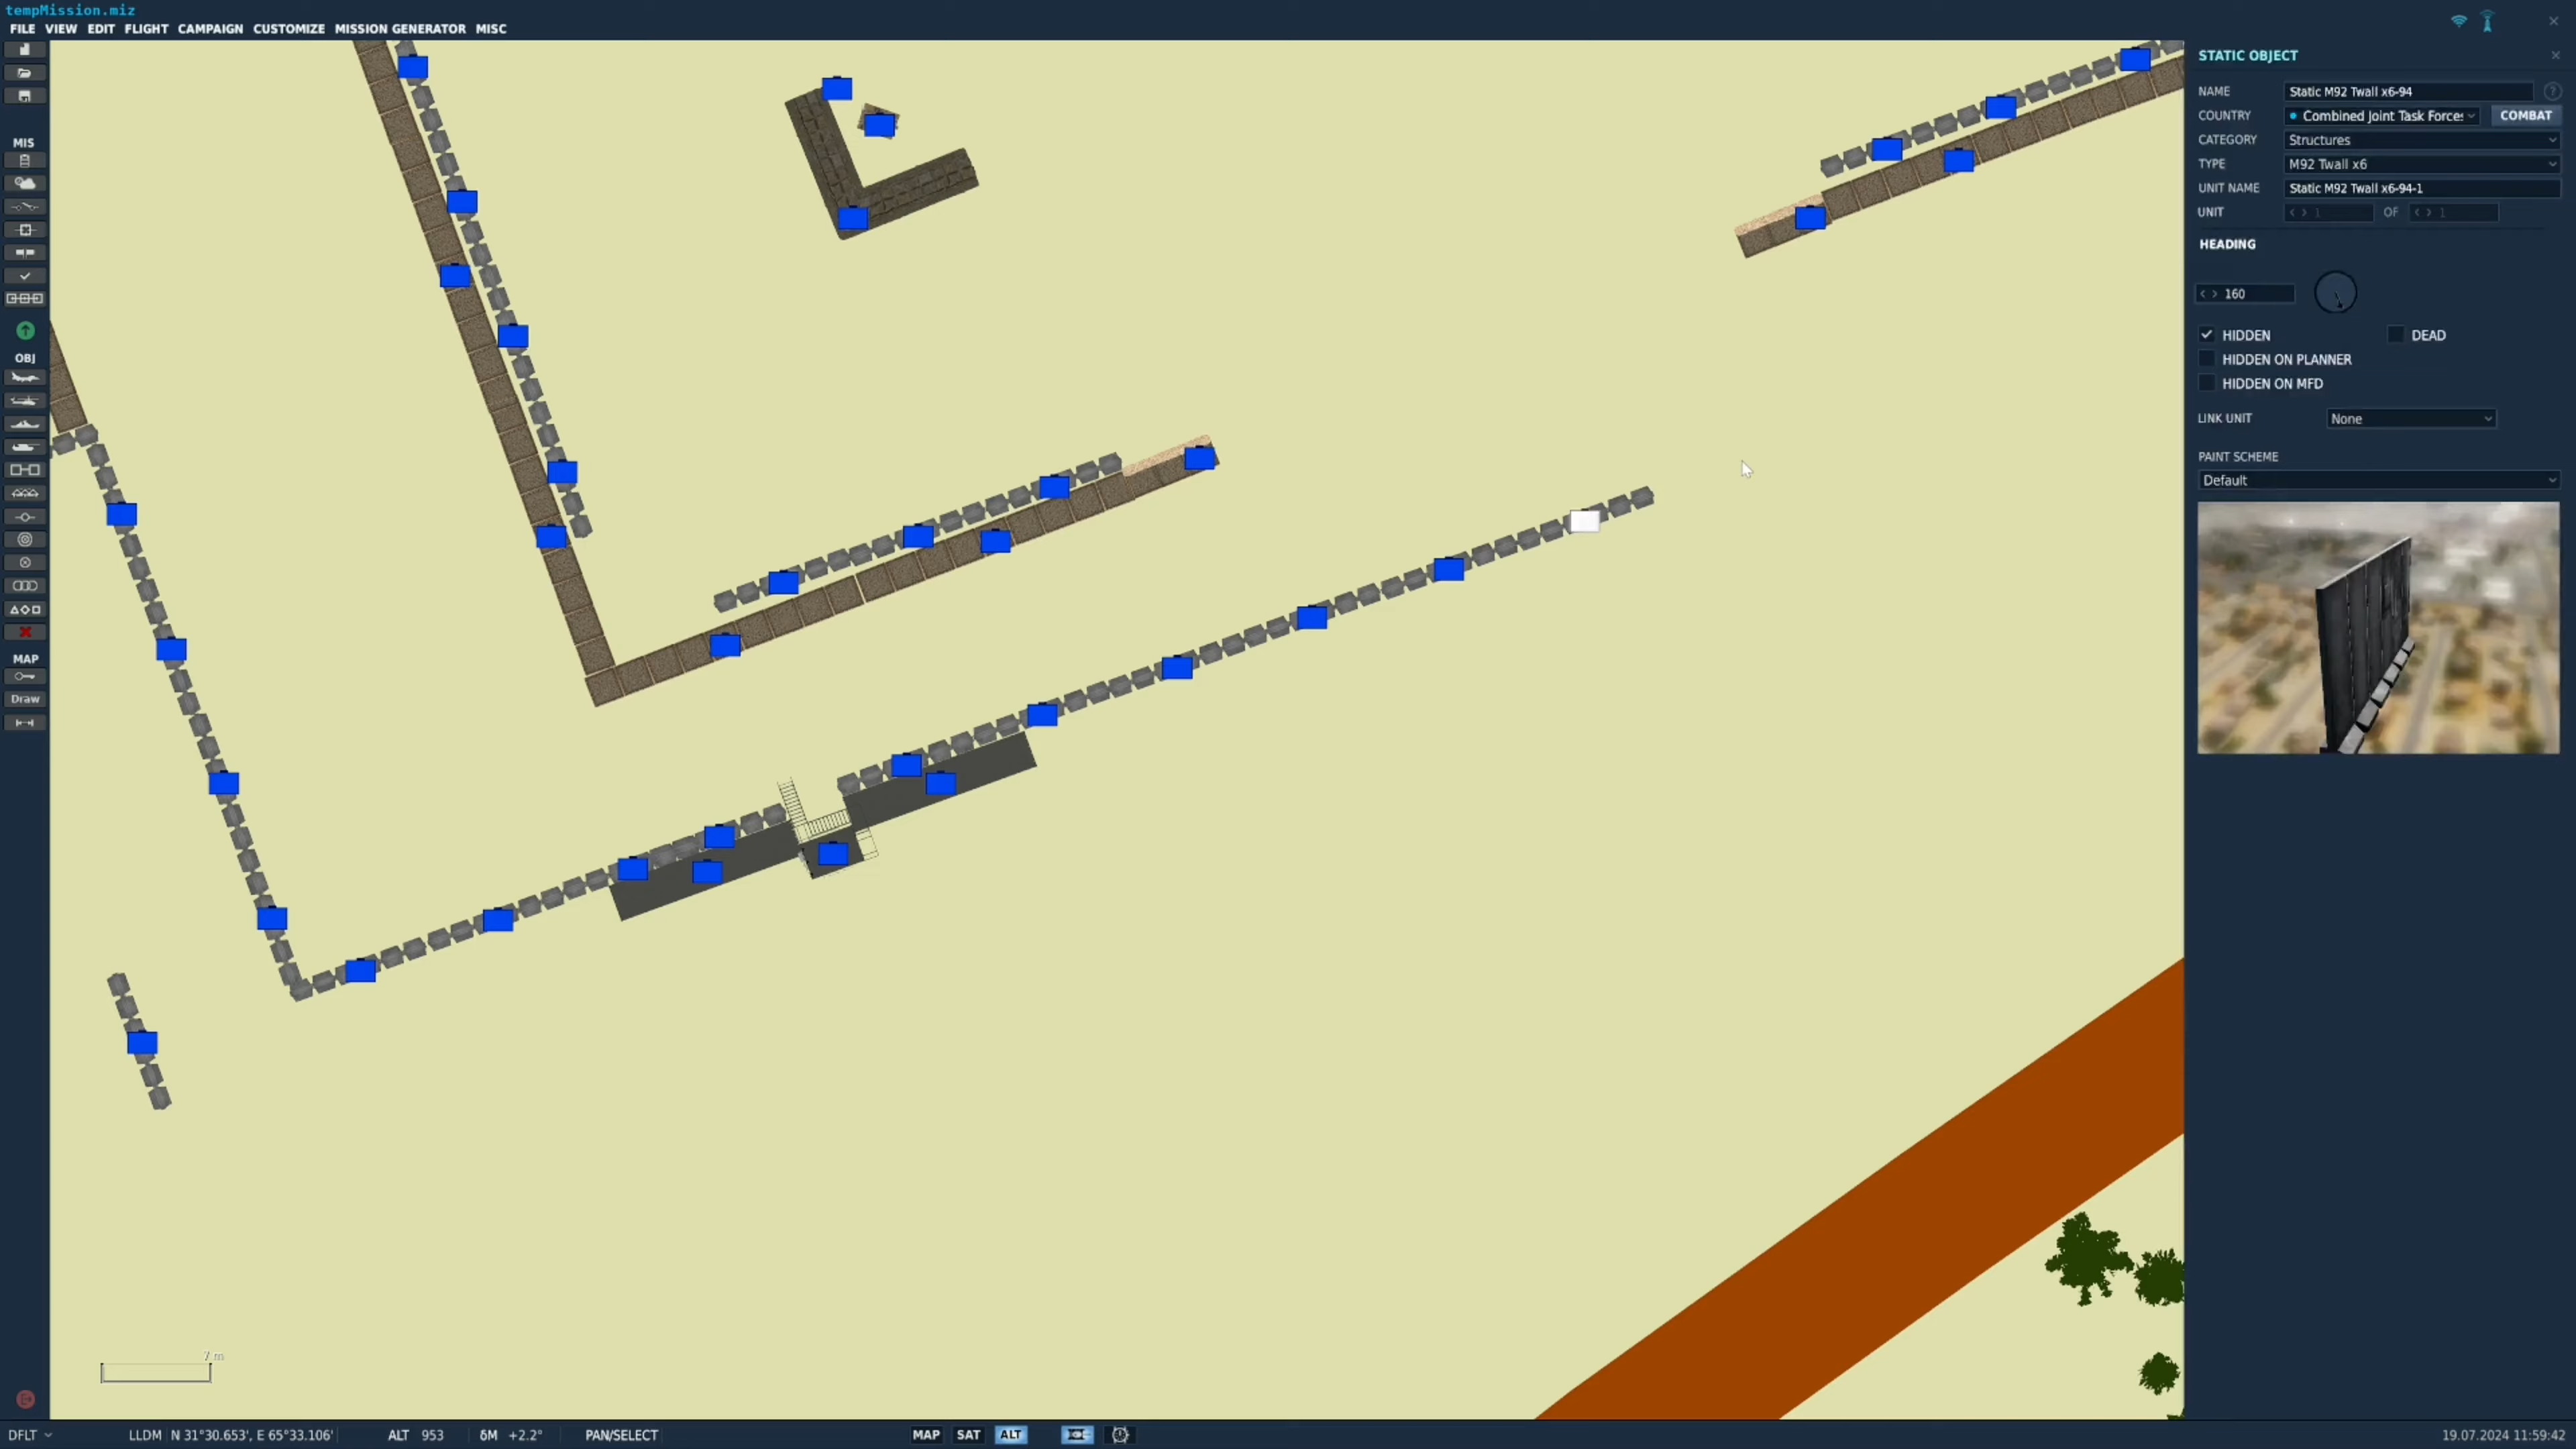 tempMission.miz
FILE VIEW EDIT FLIGHT CAMPAIGN CUSTOMIZE MISSION GENERATOR MISC
MIS
OBJ
MAP
Draw
STATIC OBJECT
NAME Static M92 Twall x6-94 ?
COUNTRY Combined Joint Task Forces COMBAT
CATEGORY Structures
TYPE M92 Twall x6
UNIT NAME Static M92 Twall x6-94-1
UNIT < > 1 OF < > 1
HEADING
< > 160
HIDDEN DEAD
HIDDEN ON PLANNER
HIDDEN ON MFD
LINK UNIT None
PAINT SCHEME
Default
7 m
DFLT LLDM N 31°30.653', E 65°33.106' ALT 953 δM +2.2° PAN/SELECT MAP SAT ALT 19.07.2024 11:59:42